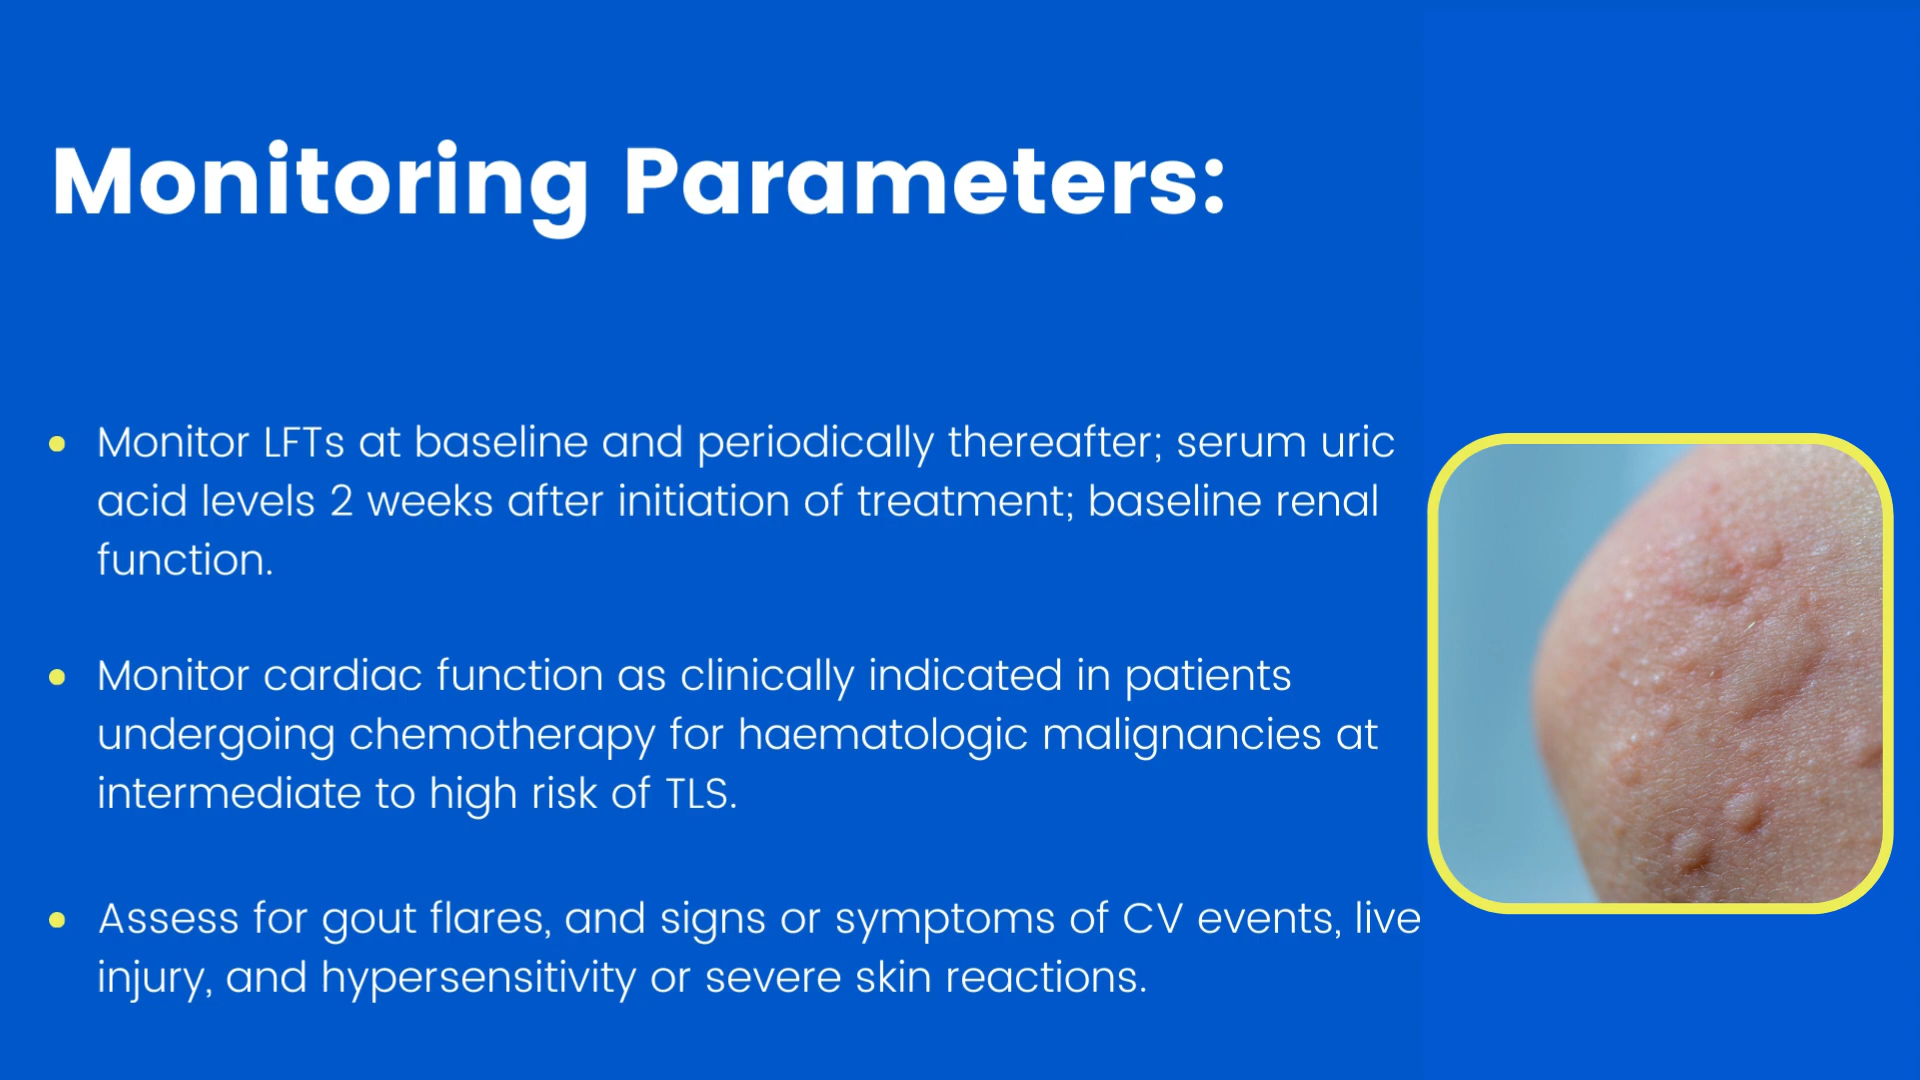 Monitoring Parameters:
• Monitor LFTs at baseline and periodically thereafter; serum uric
acid levels 2 weeks after initiation of treatment; baseline renal
function.
• Monitor cardiac function as clinically indicated in patients
undergoing chemotherapy for haematologic malignancies at
intermediate to high risk of TLS.
• Assess for gout flares, and signs or symptoms of CV events, live
injury, and hypersensitivity or severe skin reactions.